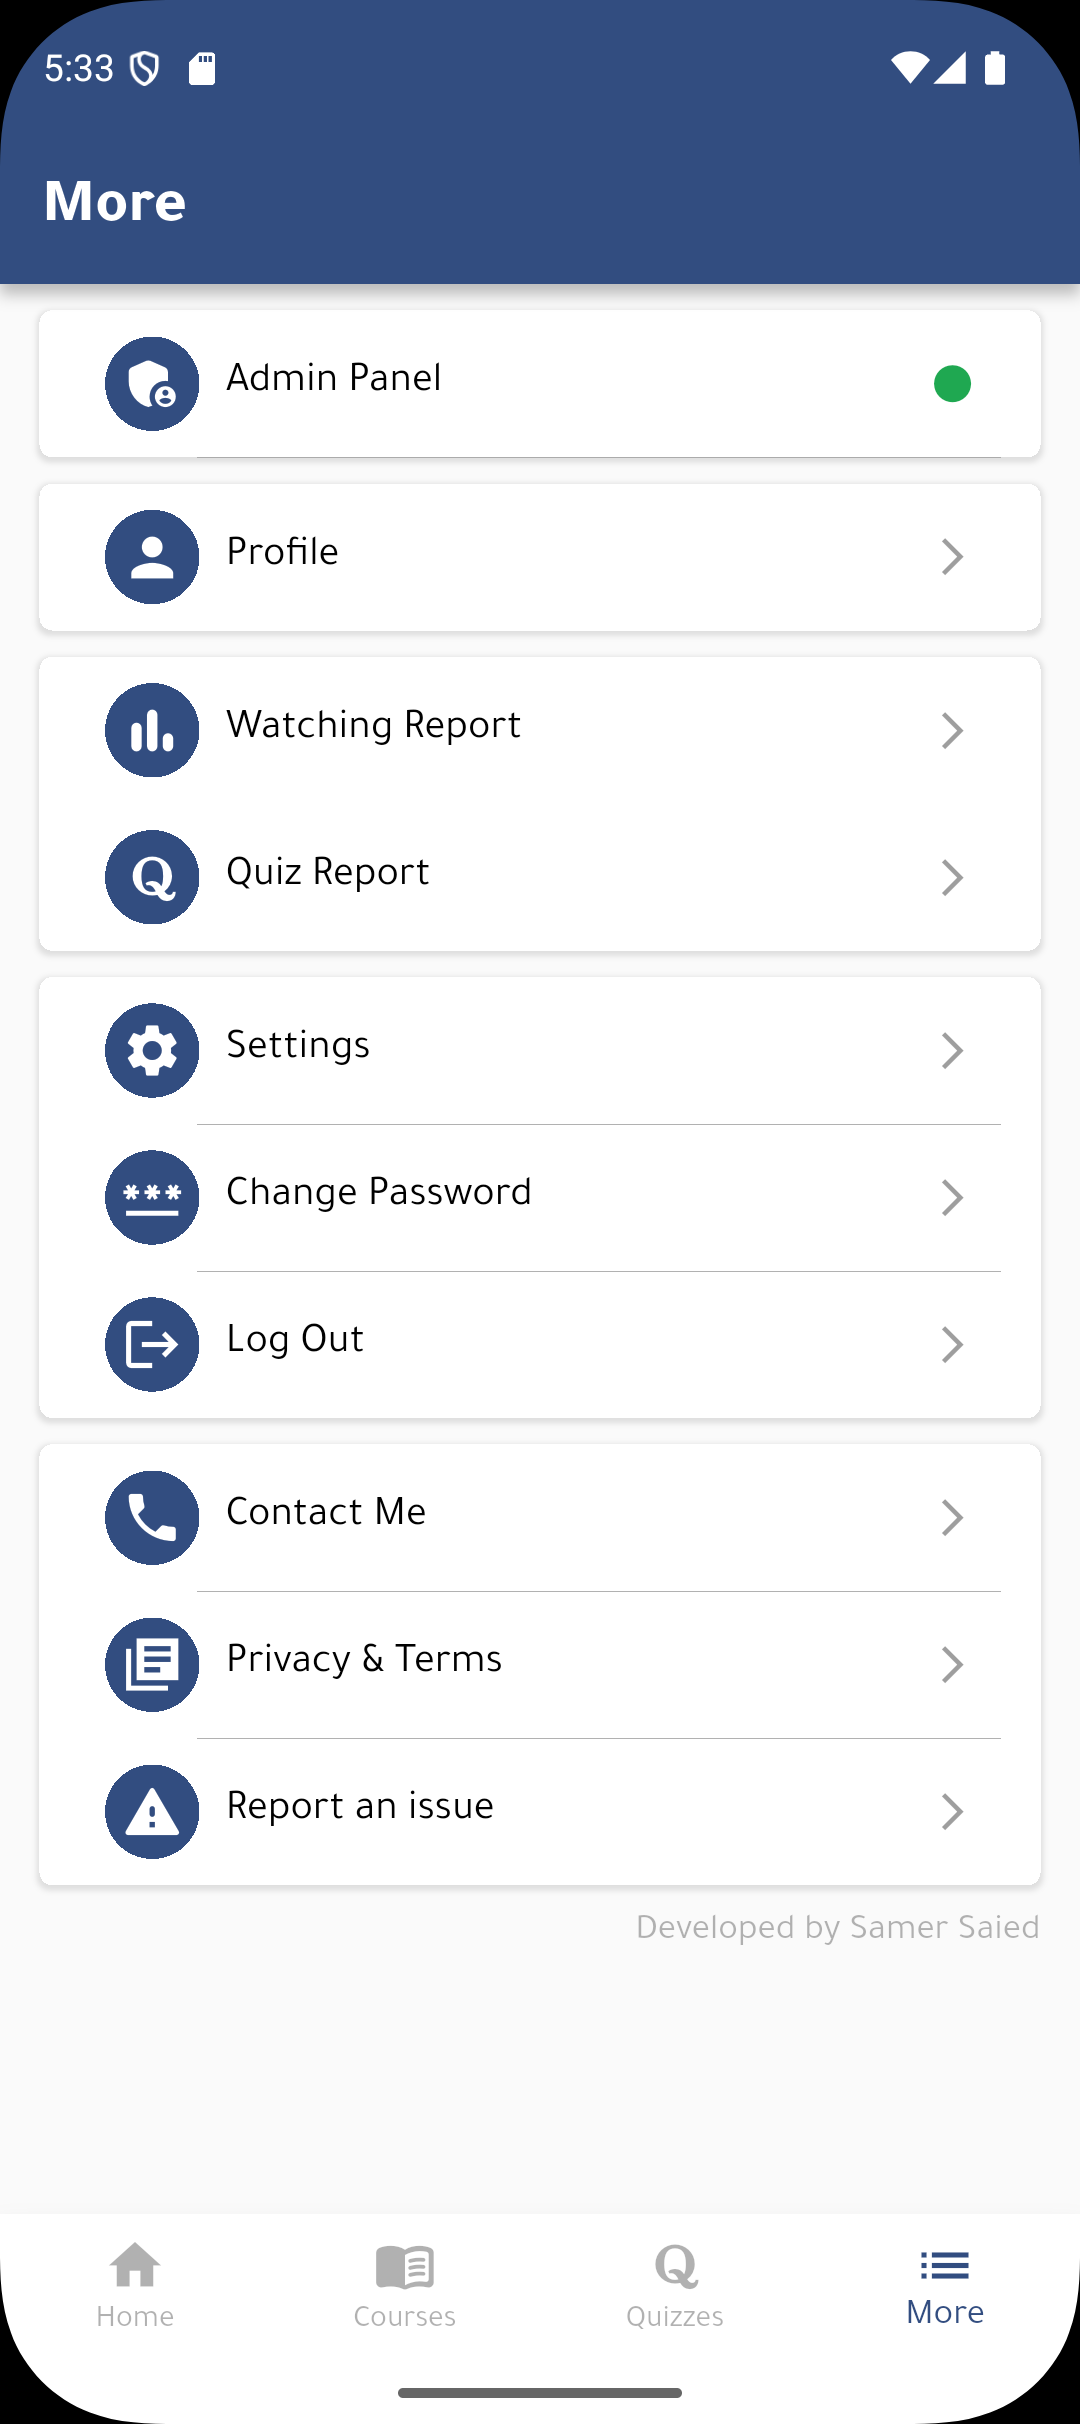 5:33
More
Admin Panel
Profile
Watching Report
Q Quiz Report
Settings
*** Change Password
Log Out
Contact Me
Privacy & Terms
Report an issue
Developed by Samer Saied
Q
Home Courses Quizzes More